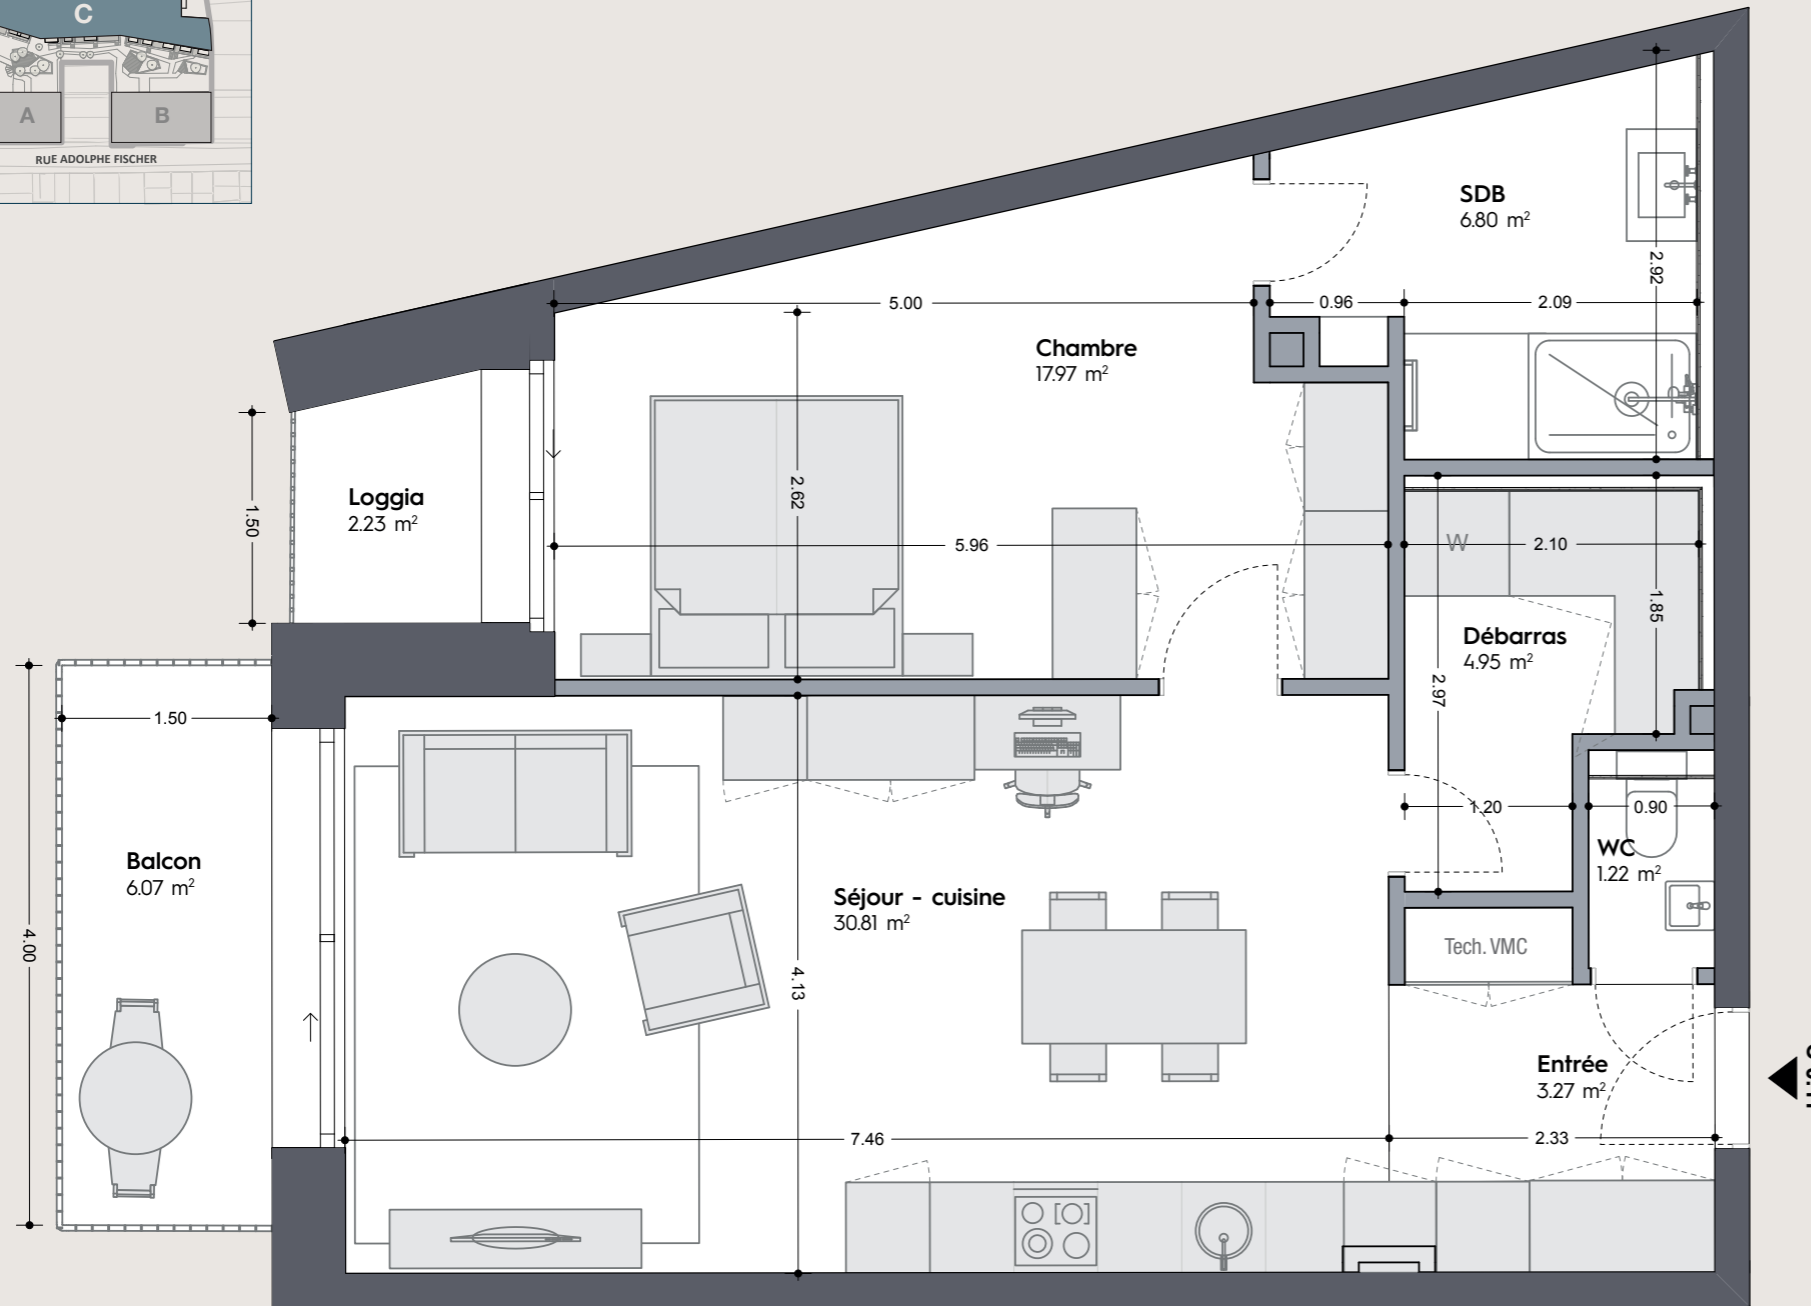 C
A
B
RUE ADOLPHE FISCHER
SDB
6.80 m²
2.92
5.00
0.96
2.09
Chambre
17.97 m²
2.62
Loggia
2.23 m²
1.50
5.96
W
2.10
1.85
Débarras
4.95 m²
2.97
1.50
1.20
0.90
WC
1.22 m²
Balcon
6.07 m²
4.00
Séjour - cuisine
30.81 m²
4.13
Tech. VMC
Entrée
3.27 m²
7.46
2.33